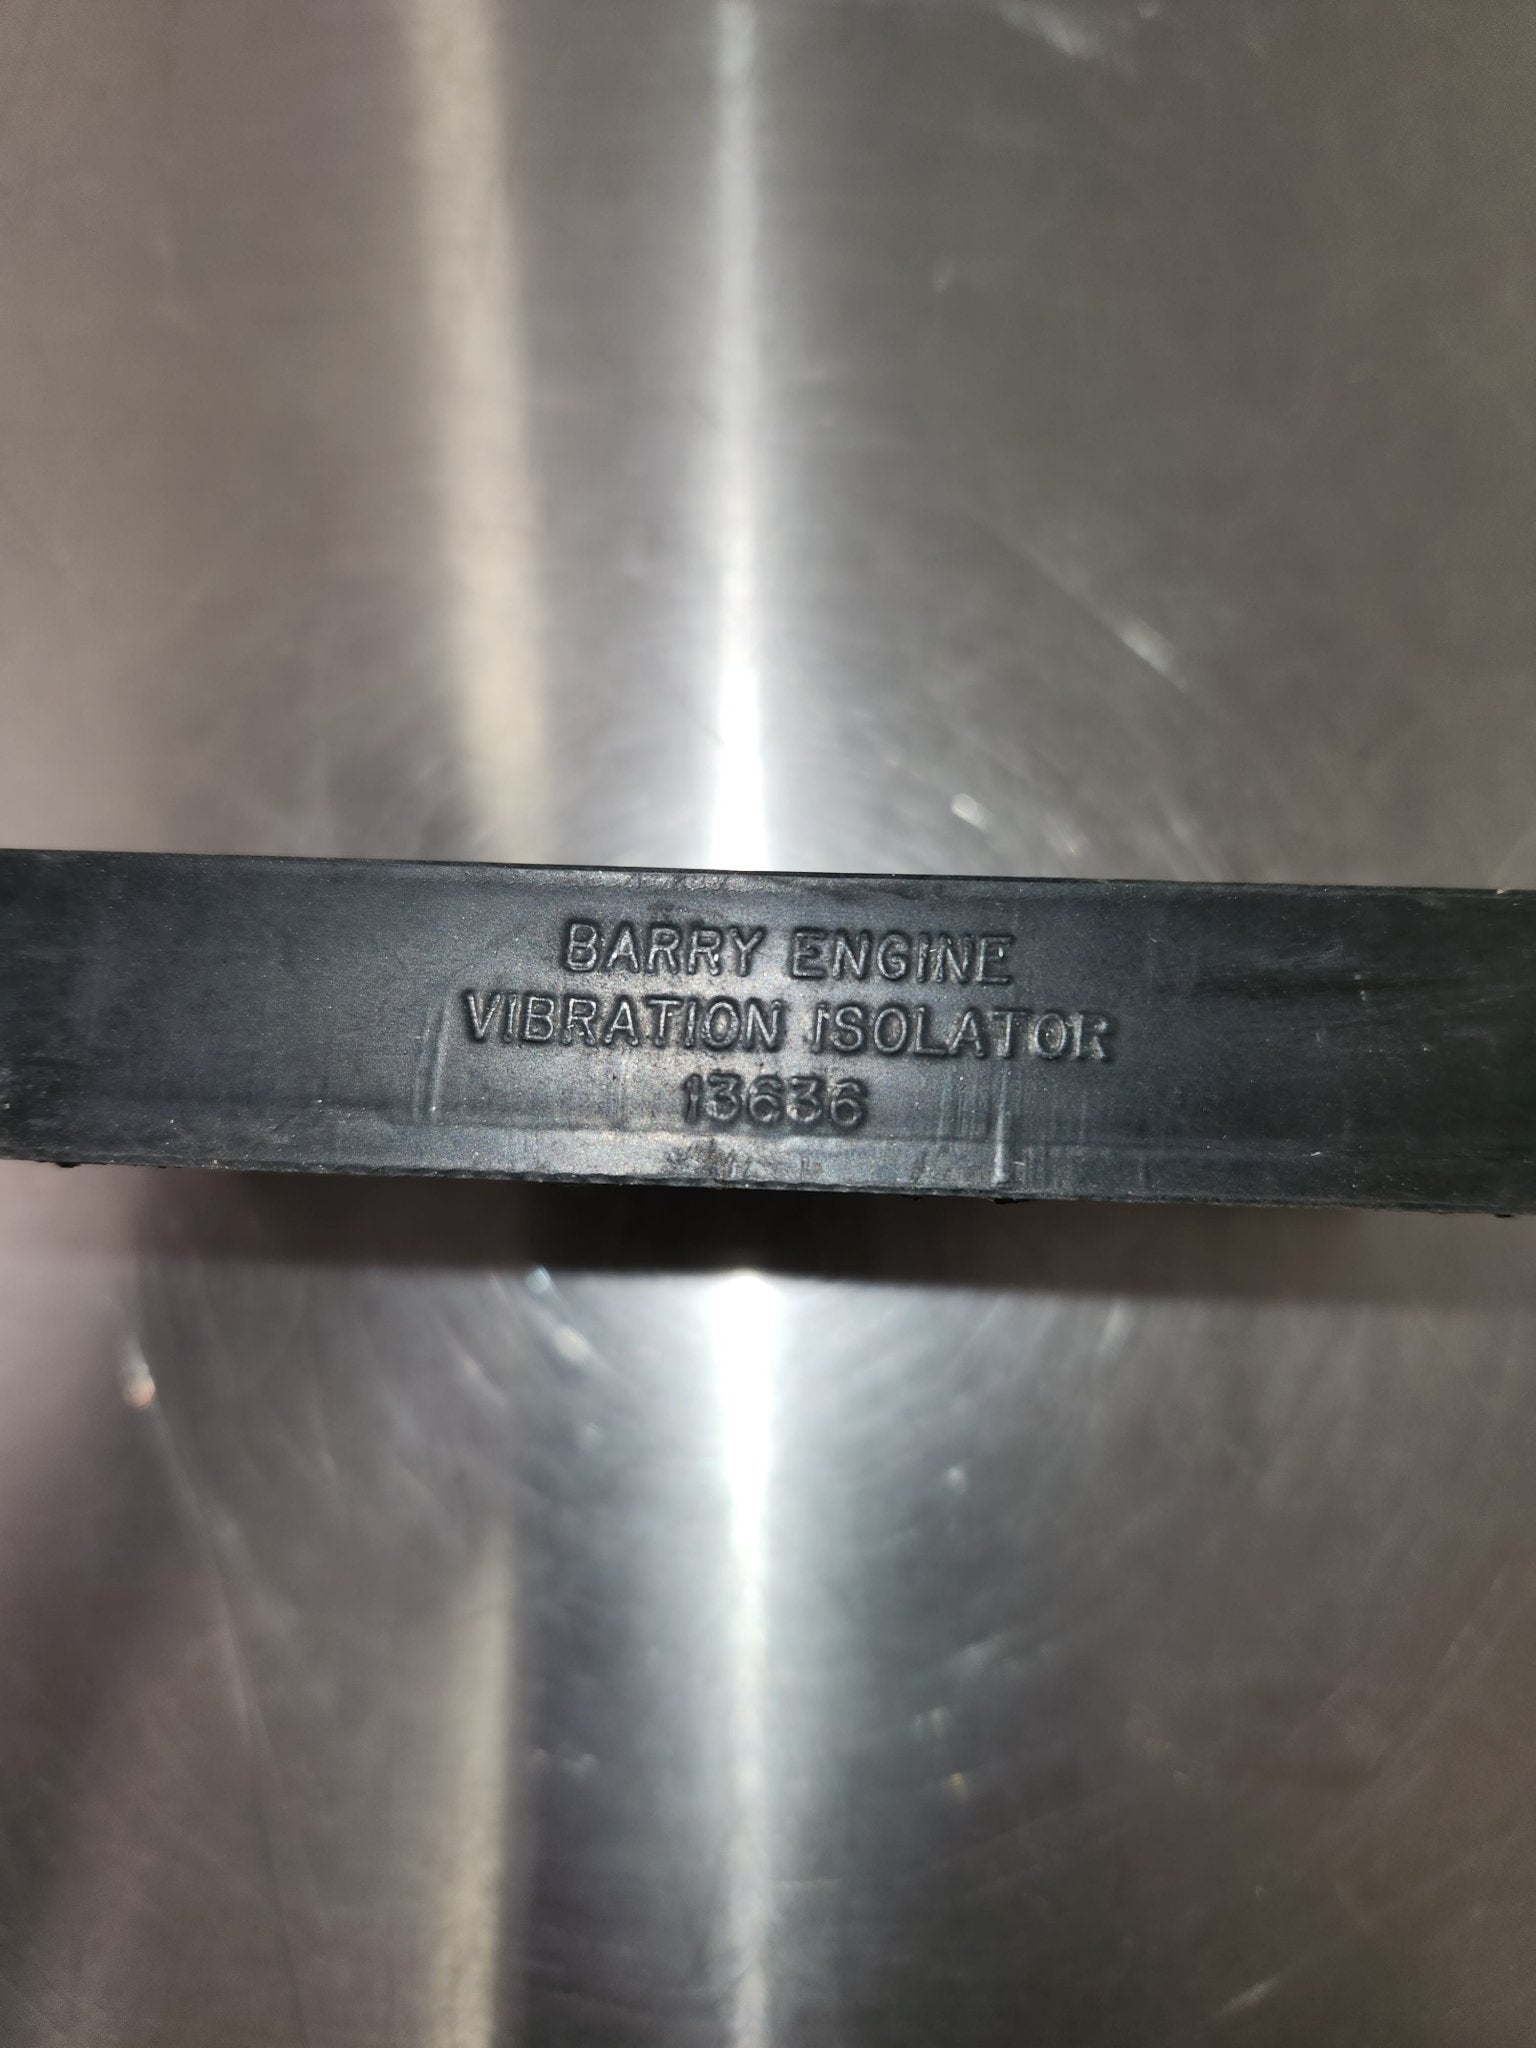 BARRY ENGINE
VIBRATION ISOLATOR
13636